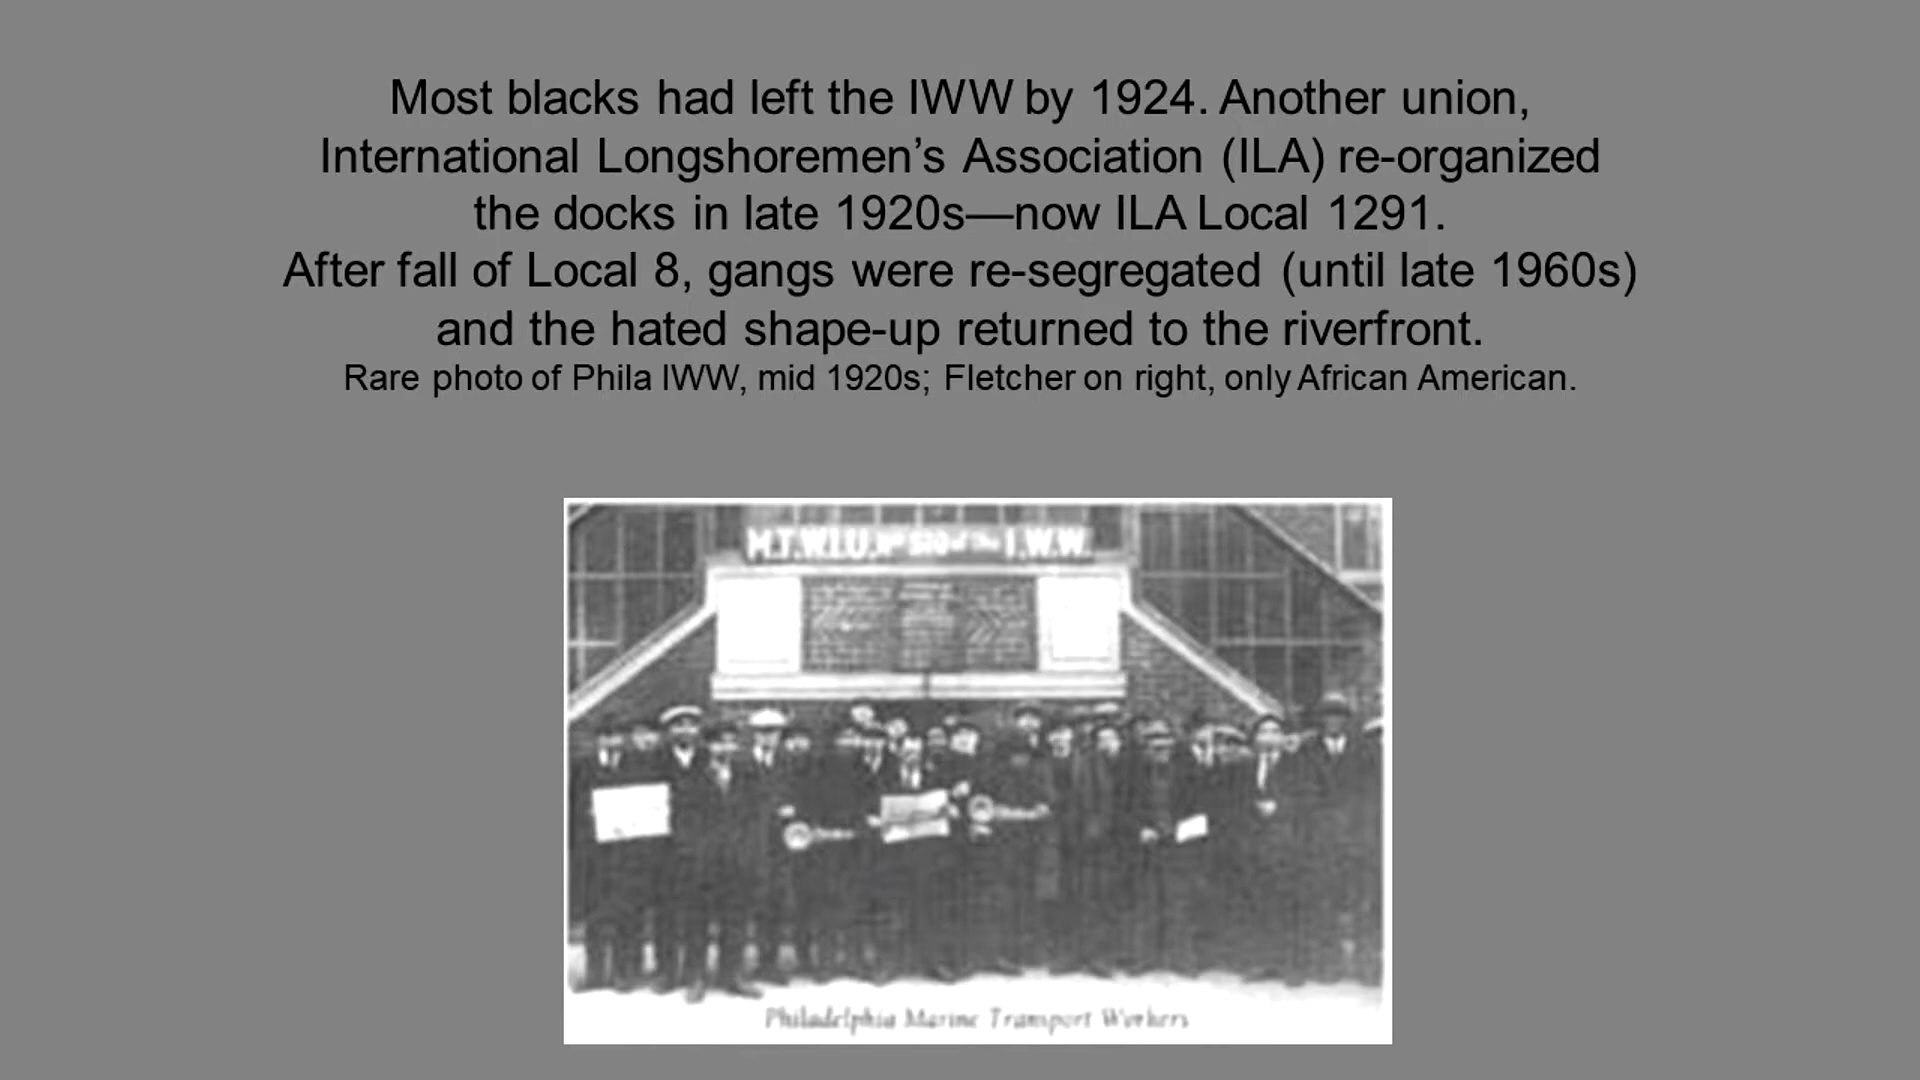 Most blacks had left the IWW by 1924. Another union,
International Longshoremen’s Association (ILA) re-organized
the docks in late 1920s—now ILA Local 1291.
After fall of Local 8, gangs were re-segregated (until late 1960s)
and the hated shape-up returned to the riverfront.
Rare photo of Phila IWW, mid 1920s; Fletcher on right, only African American.
M.T.W.I.U. I.W.W.
Philadelphia Marine Transport Workers